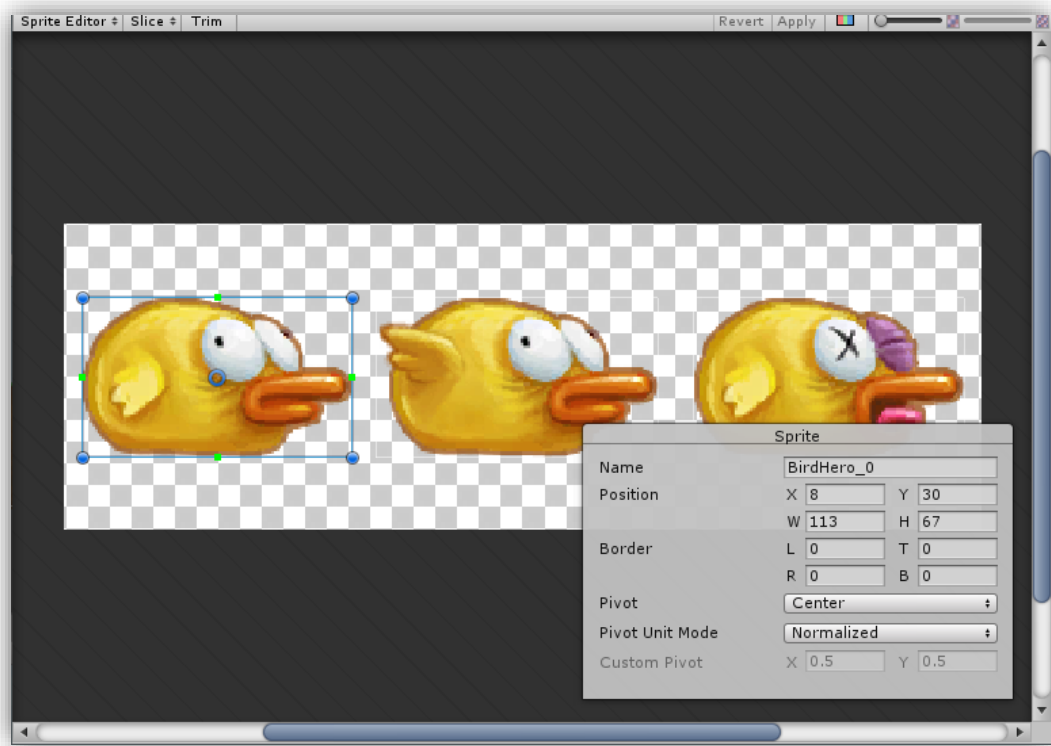 Sprite Editor Slice Trim Revert Apply
Sprite
Name BirdHero_0
Position X 8 Y 30
W 113 H 67
Border L 0 T 0
R 0 B 0
Pivot Center
Pivot Unit Mode Normalized
Custom Pivot X 0.5 Y 0.5